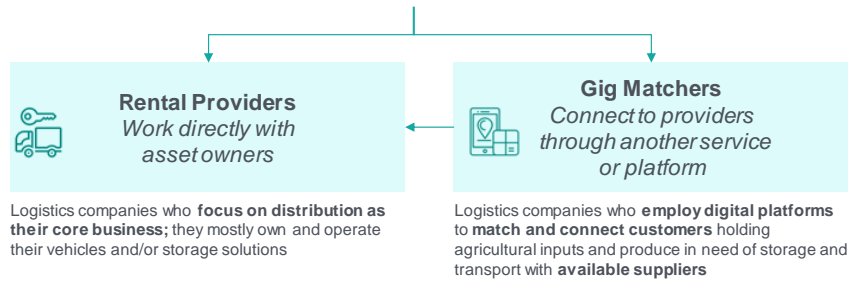 Rental Providers
Work directly with
asset owners
Logistics companies who focus on distribution as
their core business; they mostly own and operate
their vehicles and/or storage solutions
Gig Matchers
Connect to providers
through another service
or platform
Logistics companies who employ digital platforms
to match and connect customers holding
agricultural inputs and produce in need of storage and
transport with available suppliers